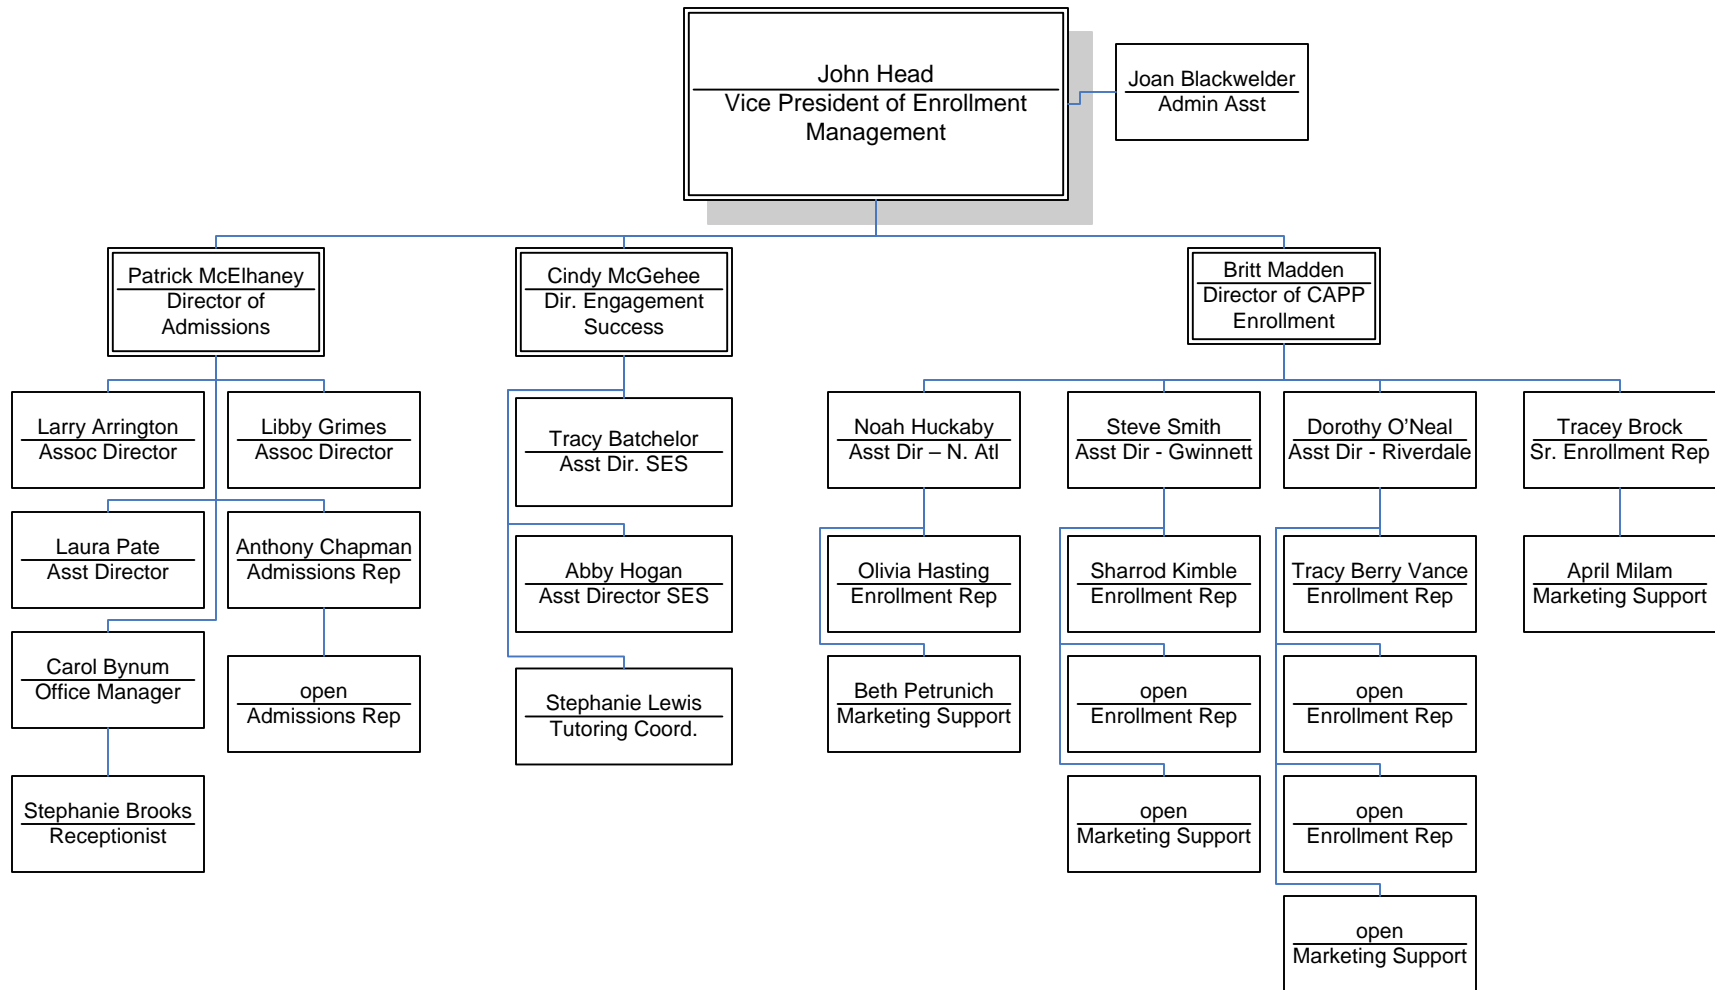 John Head
Vice President of Enrollment
Management
Joan Blackwelder
Admin Asst
Patrick McElhaney
Director of
Admissions
Cindy McGehee
Dir. Engagement
Success
Britt Madden
Director of CAPP
Enrollment
Larry Arrington
Assoc Director
Libby Grimes
Assoc Director
Tracy Batchelor
Asst Dir. SES
Noah Huckaby
Asst Dir – N. Atl
Steve Smith
Asst Dir - Gwinnett
Dorothy O’Neal
Asst Dir - Riverdale
Tracey Brock
Sr. Enrollment Rep
Laura Pate
Asst Director
Anthony Chapman
Admissions Rep
Abby Hogan
Asst Director SES
Olivia Hasting
Enrollment Rep
Sharrod Kimble
Enrollment Rep
Tracy Berry Vance
Enrollment Rep
April Milam
Marketing Support
Carol Bynum
Office Manager
open
Admissions Rep
Stephanie Lewis
Tutoring Coord.
Beth Petrunich
Marketing Support
open
Enrollment Rep
open
Enrollment Rep
Stephanie Brooks
Receptionist
open
Marketing Support
open
Enrollment Rep
open
Marketing Support